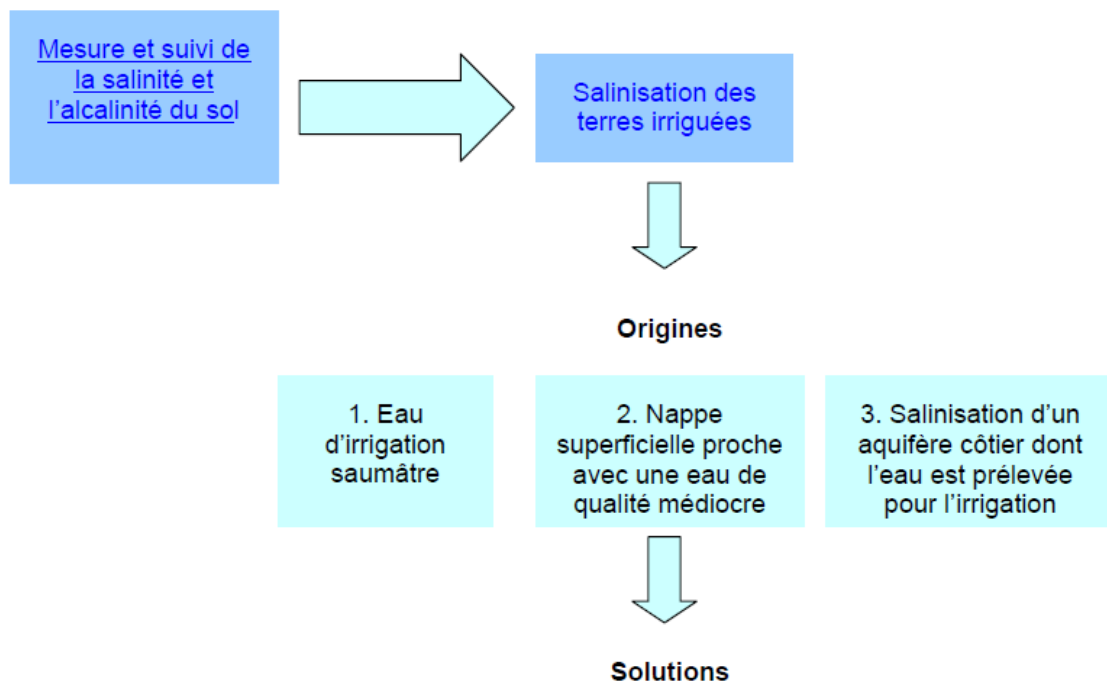 Mesure et suivi de
la salinité et
l'alcalinité du sol
Salinisation des
terres irriguées
Origines
1. Eau
d'irrigation
saumâtre
2. Nappe
superficielle proche
avec une eau de
qualité médiocre
3. Salinisation d'un
aquifère côtier dont
l'eau est prélevée
pour l'irrigation
Solutions